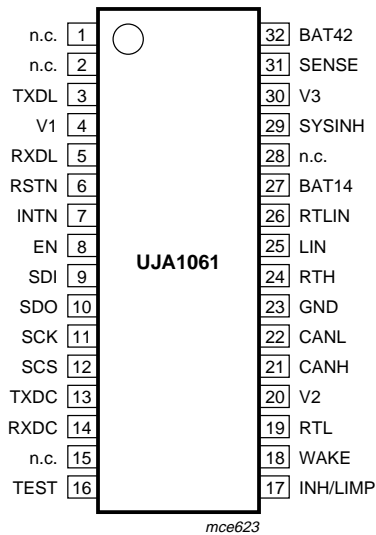 n.c. 1 32 BAT42
n.c. 2 31 SENSE
TXDL 3 30 V3
V1 4 29 SYSINH
RXDL 5 28 n.c.
RSTN 6 27 BAT14
INTN 7 26 RTLIN
EN 8 25 LIN
UJA1061
SDI 9 24 RTH
SDO 10 23 GND
SCK 11 22 CANL
SCS 12 21 CANH
TXDC 13 20 V2
RXDC 14 19 RTL
n.c. 15 18 WAKE
TEST 16 17 INH/LIMP
mce623